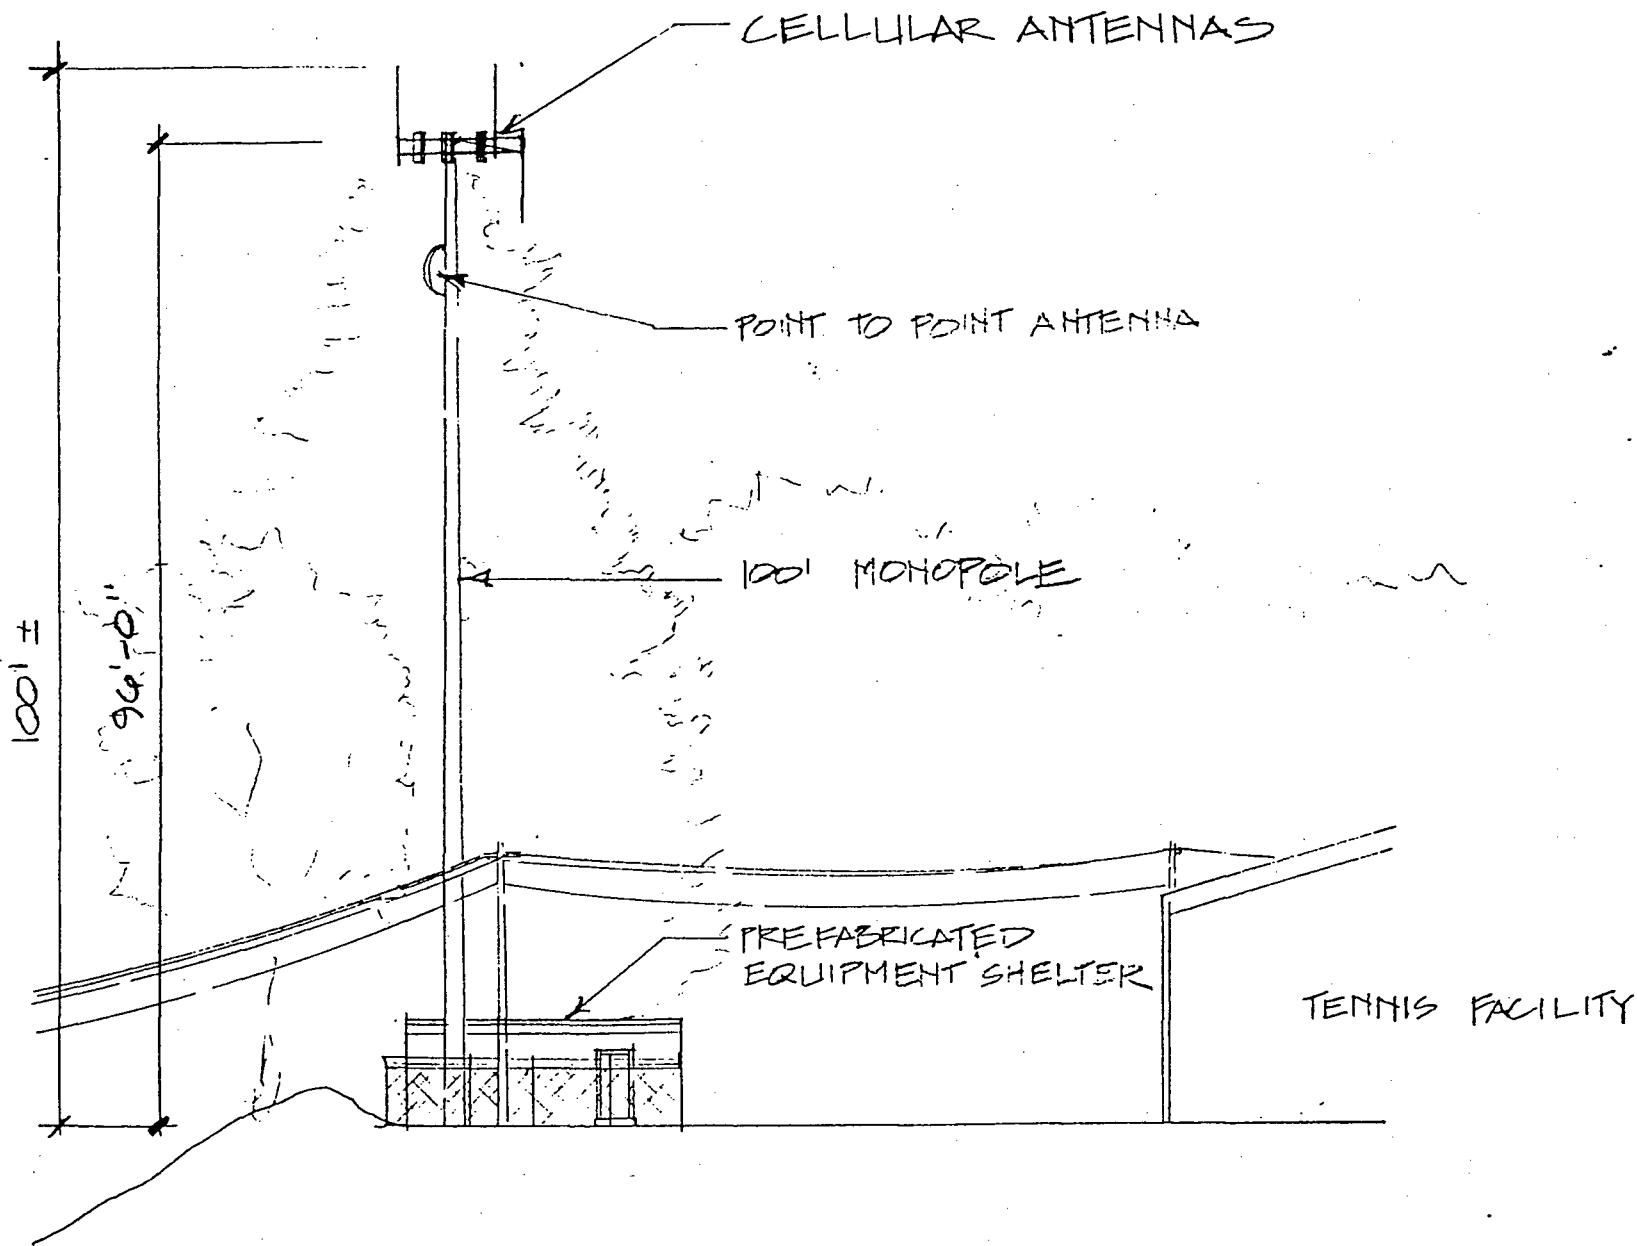 CELLULAR ANTENNAS
POINT TO POINT ANTENNA
100' MONOPOLE
100' ±
96'-0"
PREFABRICATED
EQUIPMENT SHELTER
TENNIS FACILITY